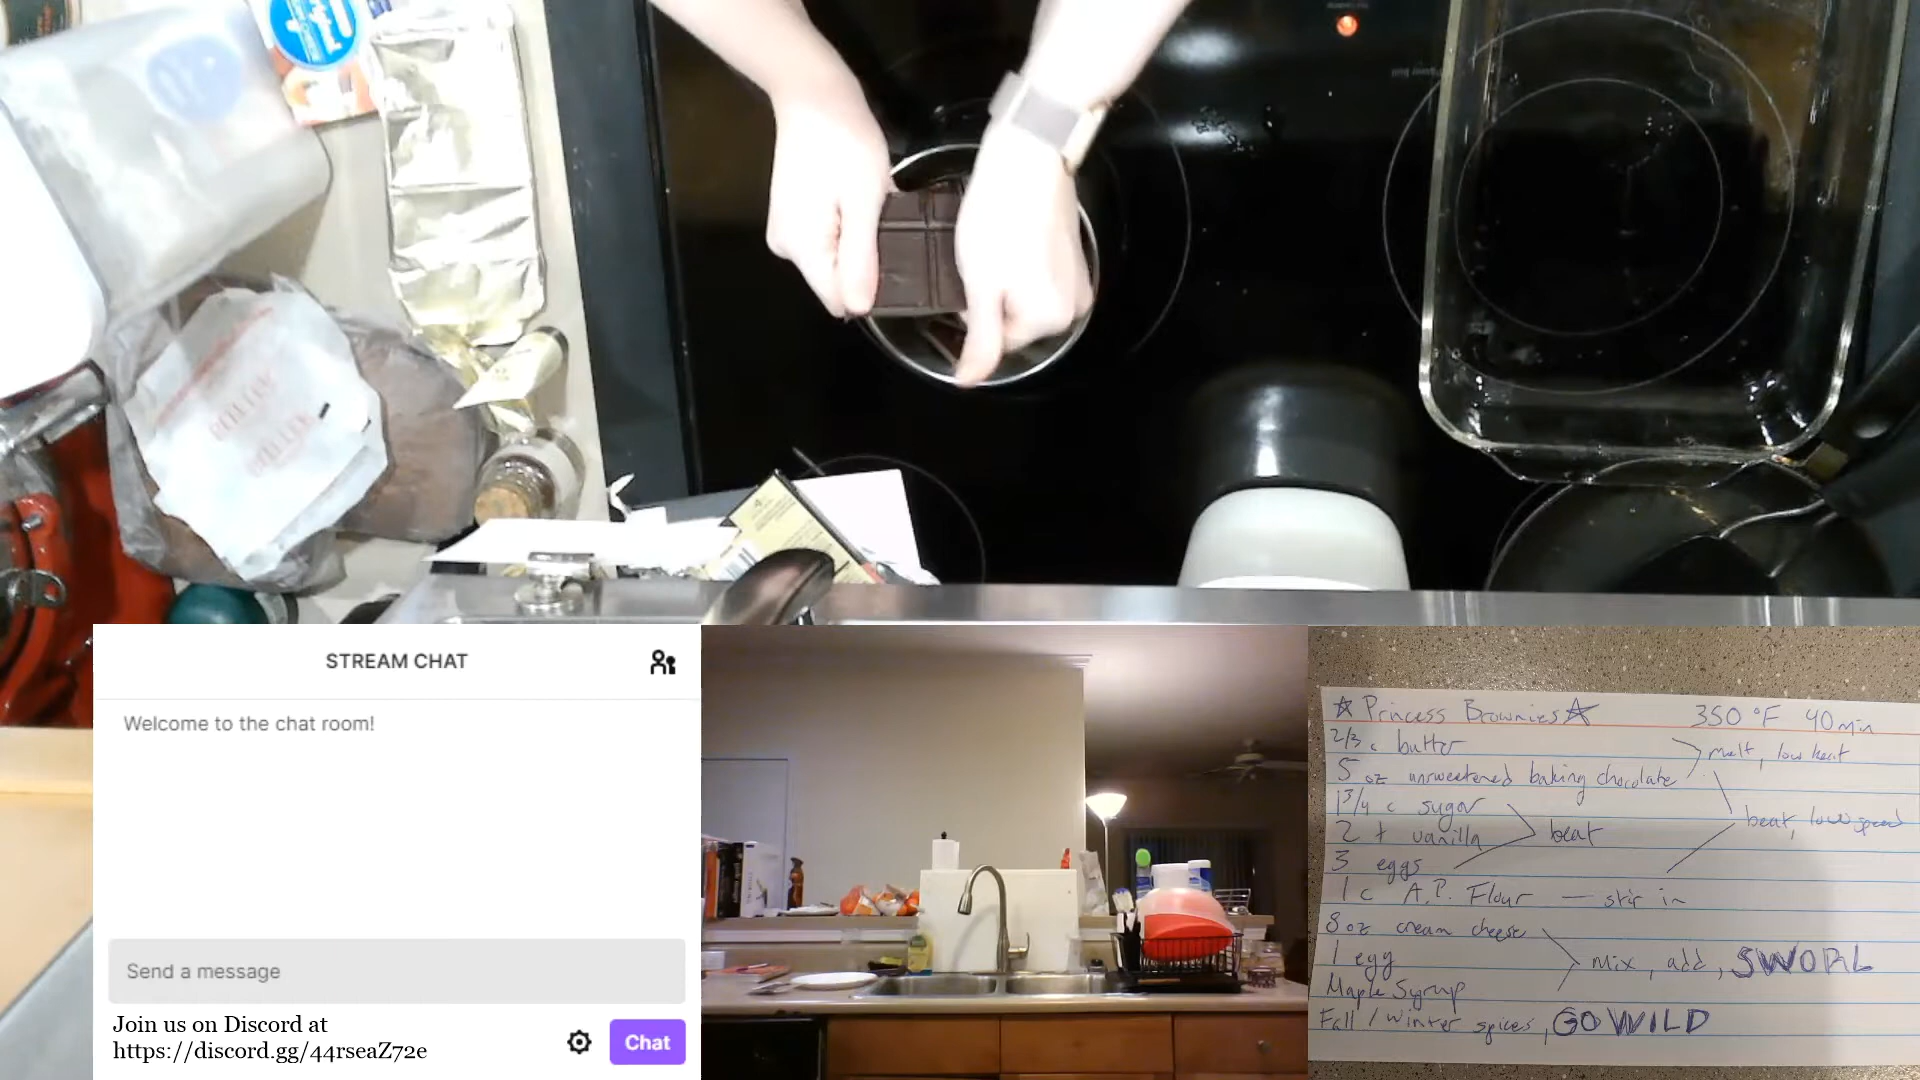 STREAM CHAT
Welcome to the chat room!
Send a message
Join us on Discord at
https://discord.gg/44rseaZ72e
Chat
☆ Princess Brownies ☆ 350 °F 40 min
2/3 c butter
melt, low heat
5 oz unsweetened baking chocolate
1 3/4 c sugar
beat, low speed
2 t vanilla
beat
3 eggs
1 c A.P. Flour — stir in
8 oz cream cheese
1 egg
mix, add, SWORL
Maple Syrup
Fall / Winter spices, GO WILD